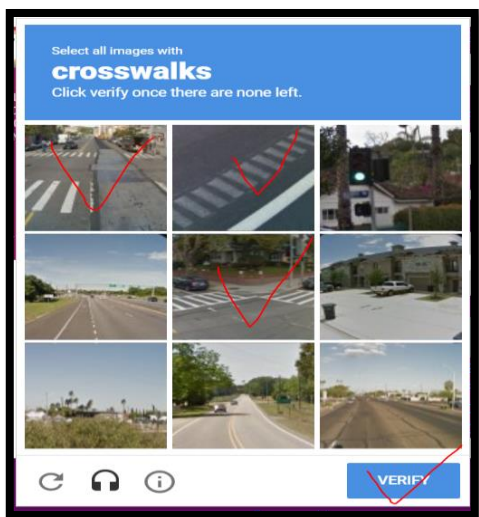 Select all images with
crosswalks
Click verify once there are none left.
VERIFY